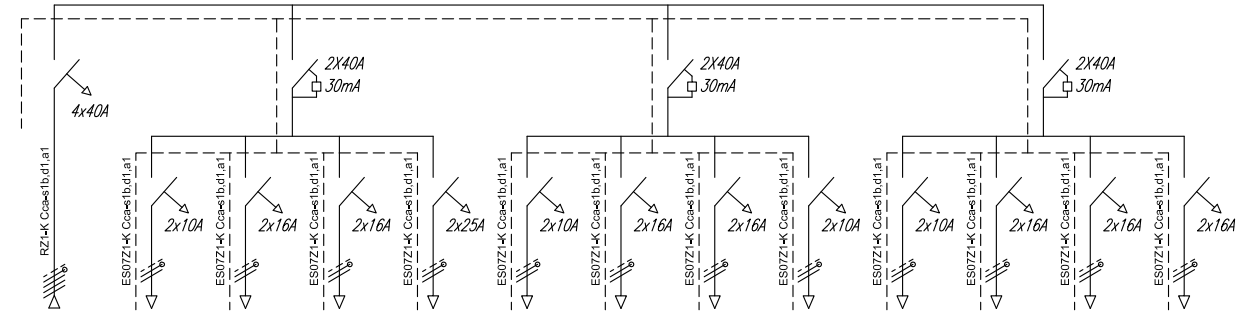 2X40A
30mA
2X40A
30mA
2X40A
30mA
4x40A
RZ1-K Cca-s1b,d1,a1
ES07Z1-K Cca-s1b,d1,a1
2x10A
ES07Z1-K Cca-s1b,d1,a1
2x16A
ES07Z1-K Cca-s1b,d1,a1
2x16A
ES07Z1-K Cca-s1b,d1,a1
2x25A
ES07Z1-K Cca-s1b,d1,a1
2x10A
ES07Z1-K Cca-s1b,d1,a1
2x16A
ES07Z1-K Cca-s1b,d1,a1
2x16A
ES07Z1-K Cca-s1b,d1,a1
2x10A
ES07Z1-K Cca-s1b,d1,a1
2x10A
ES07Z1-K Cca-s1b,d1,a1
2x16A
ES07Z1-K Cca-s1b,d1,a1
2x16A
ES07Z1-K Cca-s1b,d1,a1
2x16A